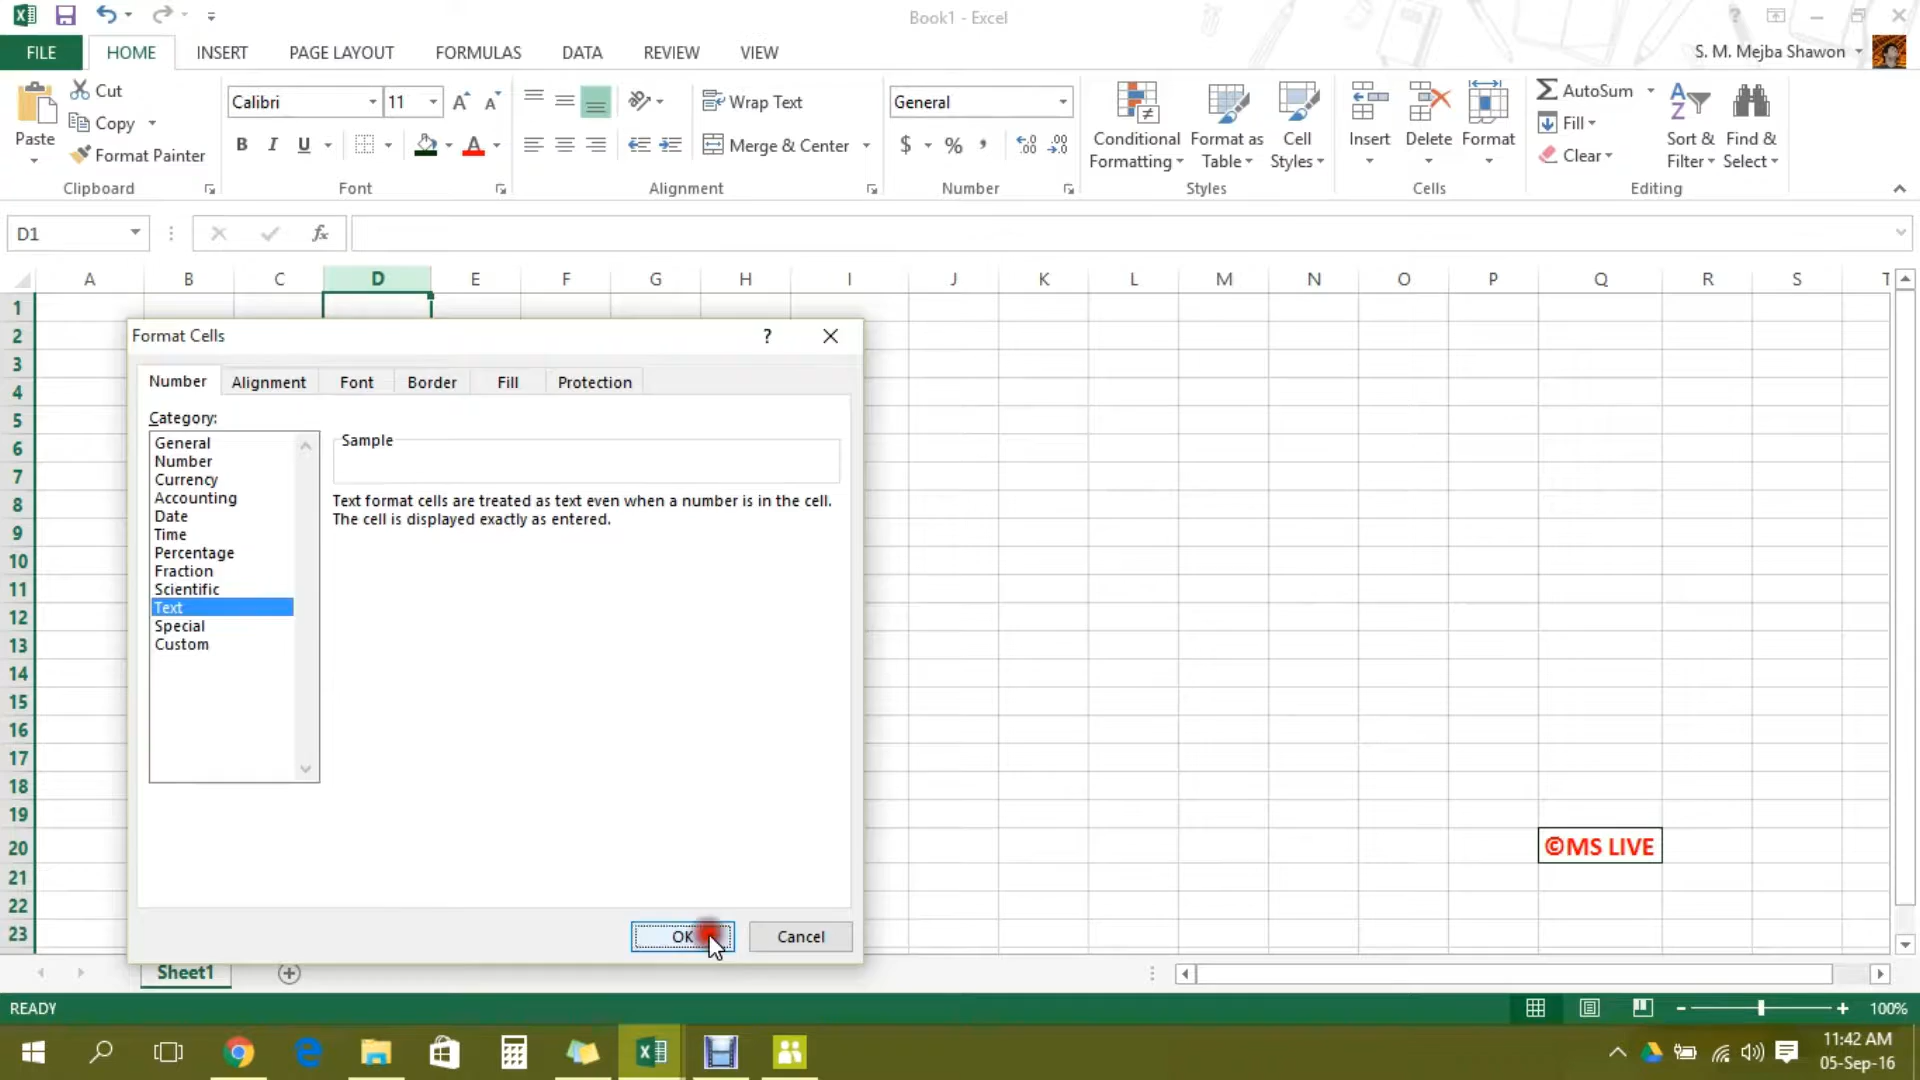 Book1 - Excel
FILE HOME INSERT PAGE LAYOUT FORMULAS DATA REVIEW VIEW
S. M. Mejba Shawon
Paste
Cut
Copy
Format Painter
Clipboard
Calibri 11
B I U
Font
Wrap Text
Merge & Center
Alignment
General
$ % ,
Number
Conditional Formatting
Format as Table
Cell Styles
Styles
Insert
Delete
Format
Cells
AutoSum
Fill
Clear
Sort & Filter
Find & Select
Editing
D1
fx
A B C D E F G H I J K L M N O P Q R S T
1
2
3
4
5
6
7
8
9
10
11
12
13
14
15
16
17
18
19
20
21
22
23
Format Cells
?
Number Alignment Font Border Fill Protection
Category:
General
Number
Currency
Accounting
Date
Time
Percentage
Fraction
Scientific
Text
Special
Custom
Sample
Text format cells are treated as text even when a number is in the cell.
The cell is displayed exactly as entered.
OK Cancel
©MS LIVE
Sheet1
READY
100%
11:42 AM
05-Sep-16